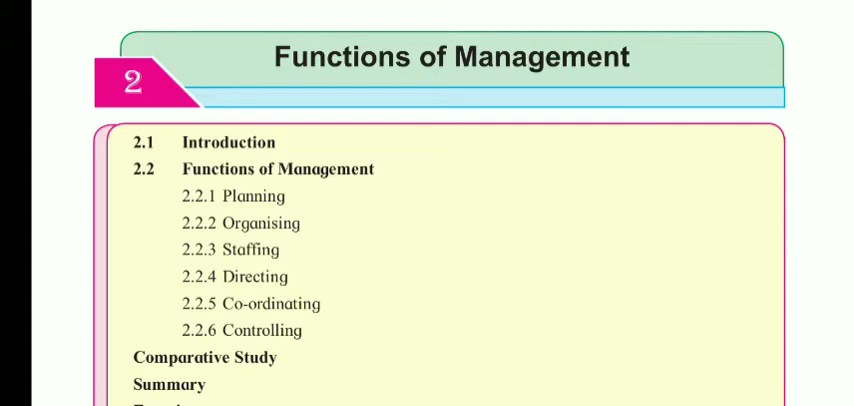 Functions of Management
2
2.1 Introduction
2.2 Functions of Management
2.2.1 Planning
2.2.2 Organising
2.2.3 Staffing
2.2.4 Directing
2.2.5 Co-ordinating
2.2.6 Controlling
Comparative Study
Summary